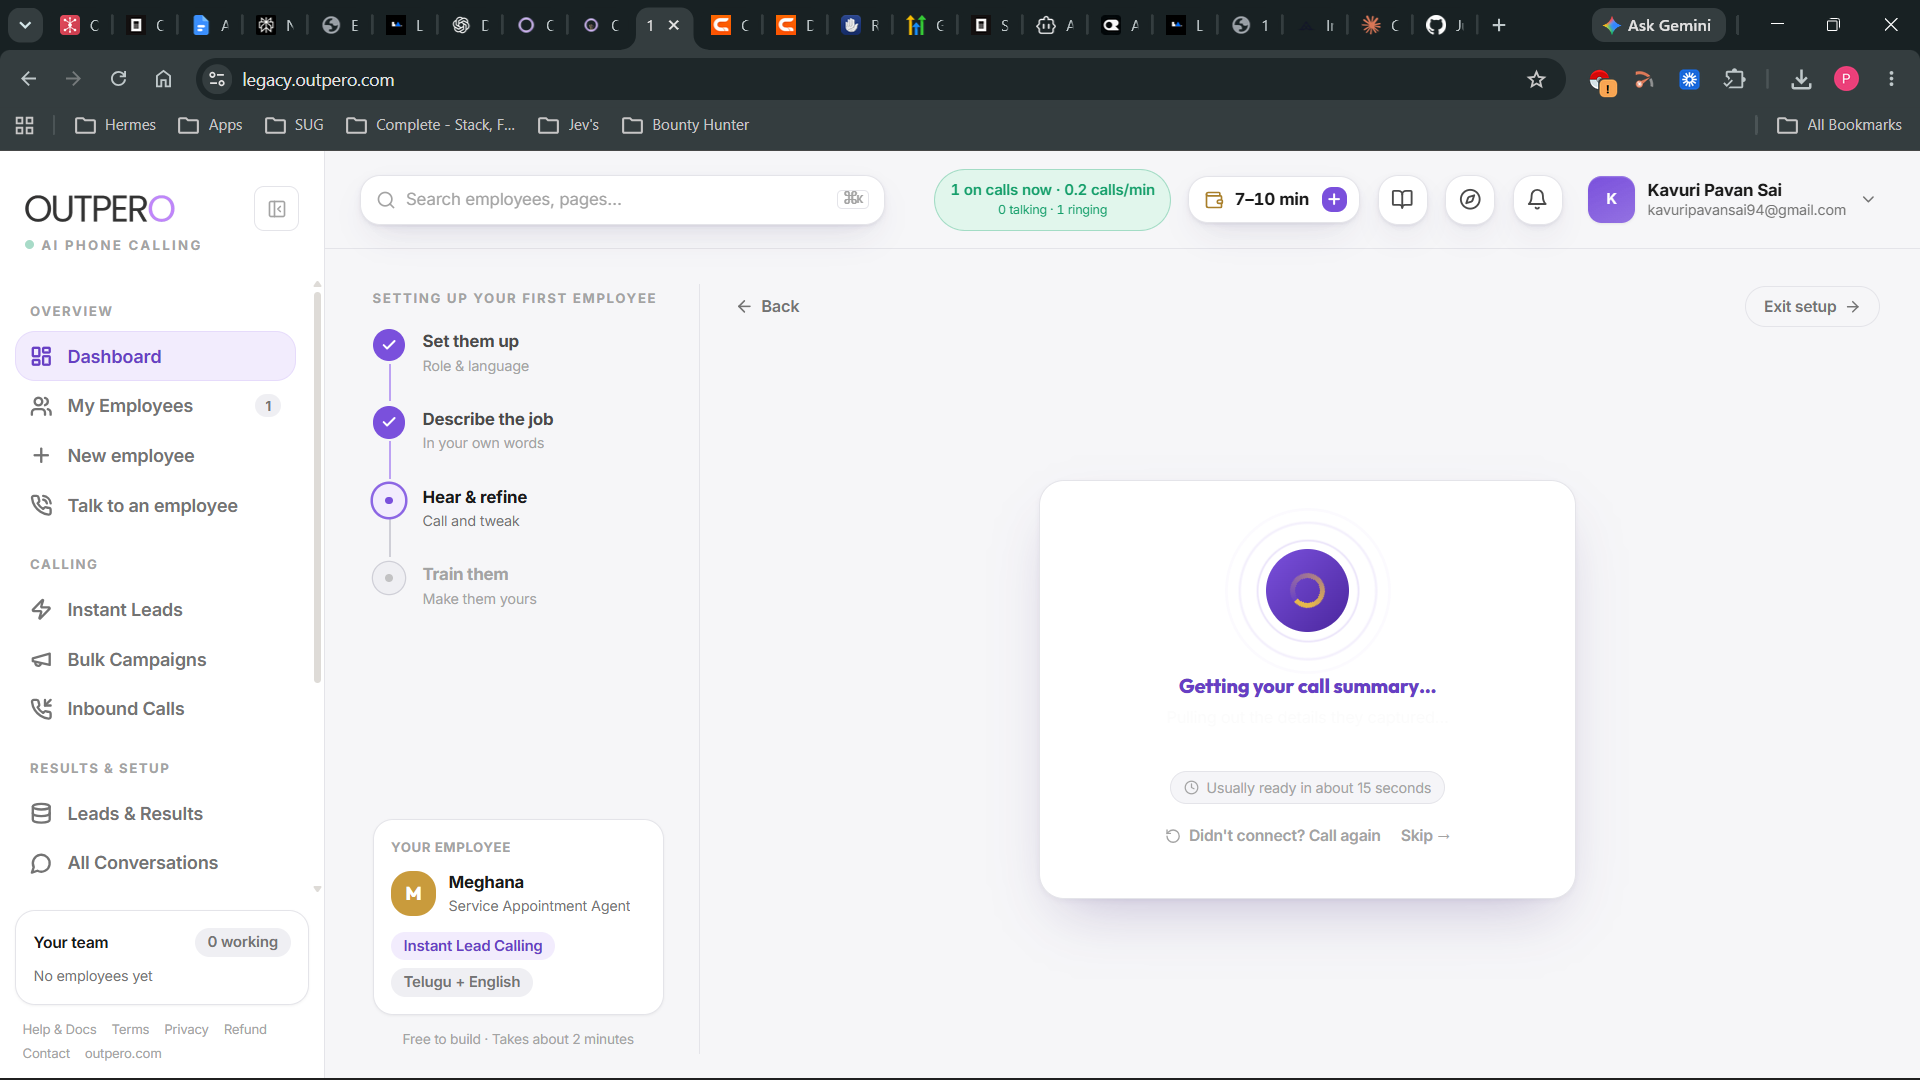 C
C
A
N
E
L
D
C
C
1
C
D
R
C
S
A
A
L
1
I
C
J
Ask Gemini
legacy.outpero.com
P
Hermes
Apps
SUG
Complete - Stack, F...
Jev's
Bounty Hunter
All Bookmarks
OUTPERO
AI PHONE CALLING
Search employees, pages...
⌘K
1 on calls now · 0.2 calls/min
0 talking · 1 ringing
7–10 min
K
Kavuri Pavan Sai
kavuripavansai94@gmail.com
OVERVIEW
Dashboard
My Employees
1
New employee
Talk to an employee
CALLING
Instant Leads
Bulk Campaigns
Inbound Calls
RESULTS & SETUP
Leads & Results
All Conversations
Your team
0 working
No employees yet
Help & Docs Terms Privacy Refund
Contact outpero.com
SETTING UP YOUR FIRST EMPLOYEE
Set them up
Role & language
Describe the job
In your own words
Hear & refine
Call and tweak
Train them
Make them yours
YOUR EMPLOYEE
M
Meghana
Service Appointment Agent
Instant Lead Calling
Telugu + English
Free to build · Takes about 2 minutes
← Back
Exit setup →
Getting your call summary...
Usually ready in about 15 seconds
Didn't connect? Call again
Skip →